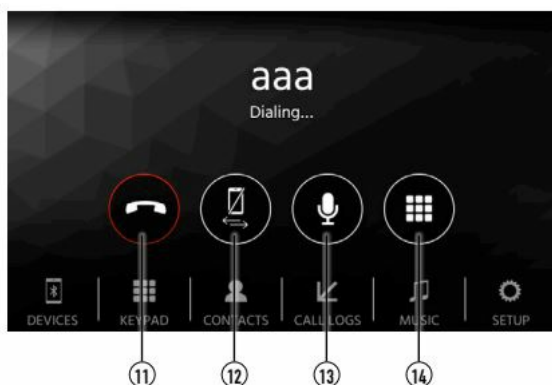 aaa
Dialing...
DEVICES KEYPAD CONTACTS CALL LOGS MUSIC SETUP
11 12 13 14